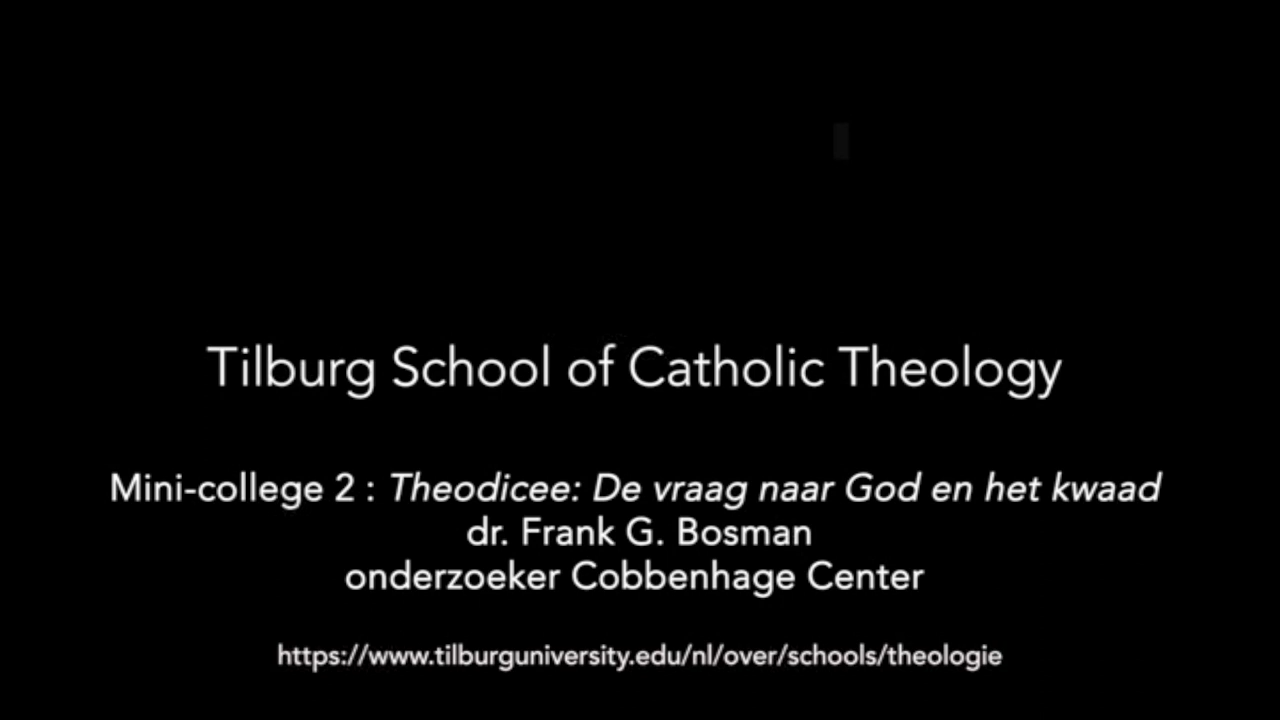 Tilburg School of Catholic Theology
Mini-college 2 : Theodicee: De vraag naar God en het kwaad
dr. Frank G. Bosman
onderzoeker Cobbenhage Center
https://www.tilburguniversity.edu/nl/over/schools/theologie